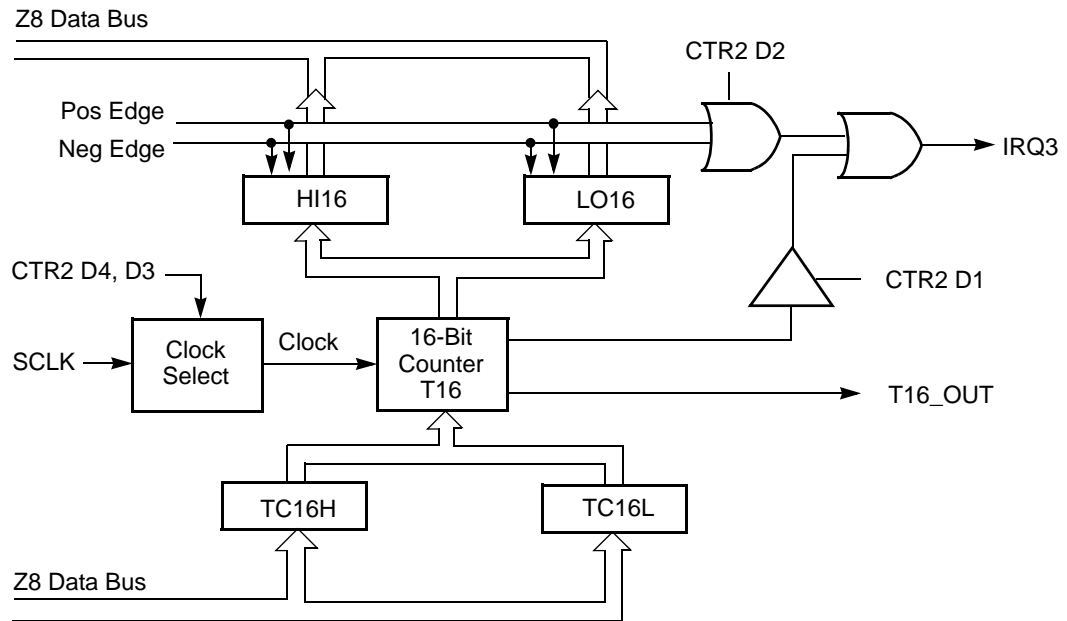 Z8 Data Bus
CTR2 D2
Pos Edge
Neg Edge
IRQ3
HI16
LO16
CTR2 D4, D3
CTR2 D1
SCLK
Clock
Select
Clock
16-Bit
Counter
T16
T16_OUT
TC16H
TC16L
Z8 Data Bus